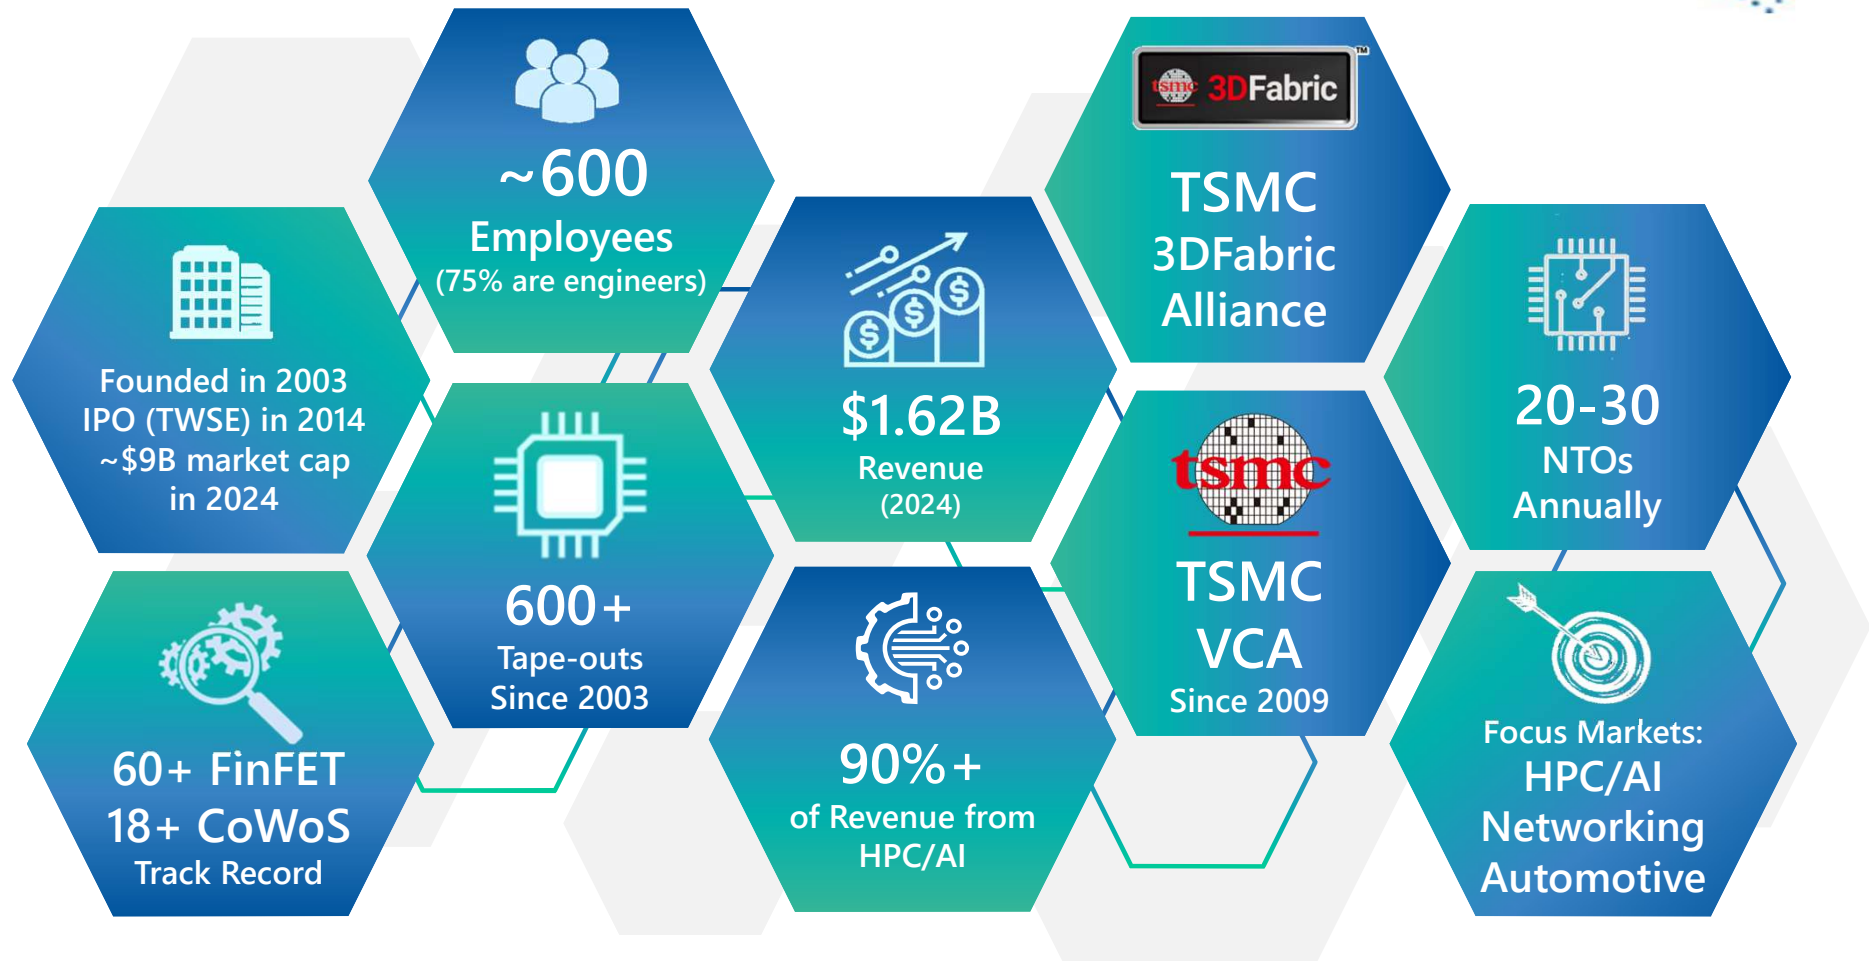 Founded in 2003
IPO (TWSE) in 2014
~$9B market cap
in 2024
60+ FinFET
18+ CoWoS
Track Record
~600
Employees
(75% are engineers)
600+
Tape-outs
Since 2003
$1.62B
Revenue
(2024)
90%+
of Revenue from
HPC/AI
tsmc 3DFabric TM
TSMC
3DFabric
Alliance
tsmc
TSMC
VCA
Since 2009
20-30
NTOs
Annually
Focus Markets:
HPC/AI
Networking
Automotive